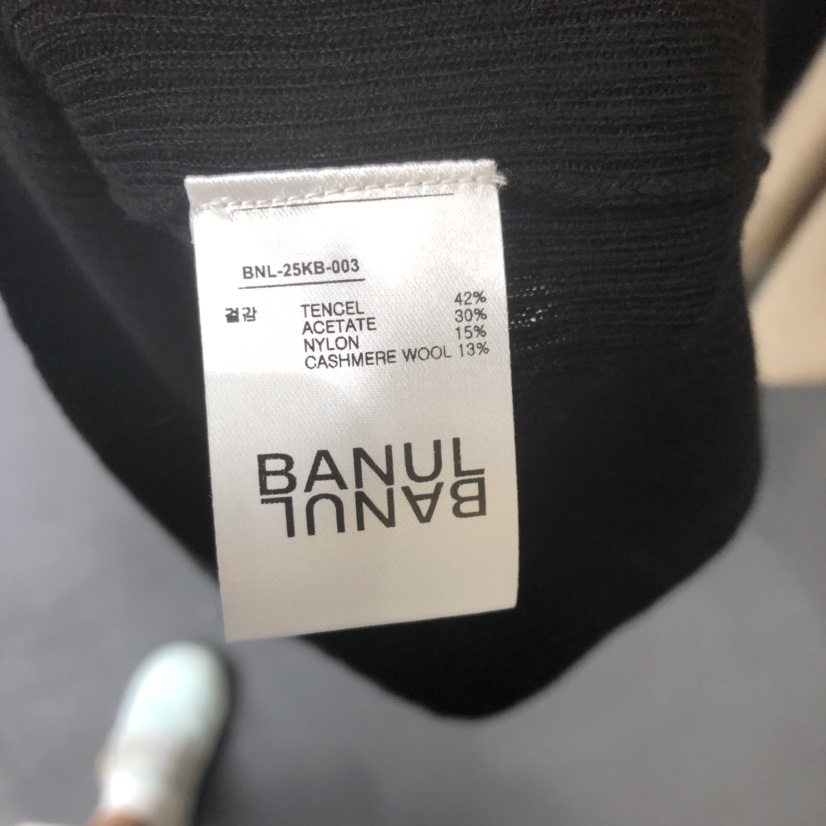 BNL-25KB-003
겉감 TENCEL 42%
ACETATE 30%
NYLON 15%
CASHMERE WOOL 13%
BANUL
BANUL